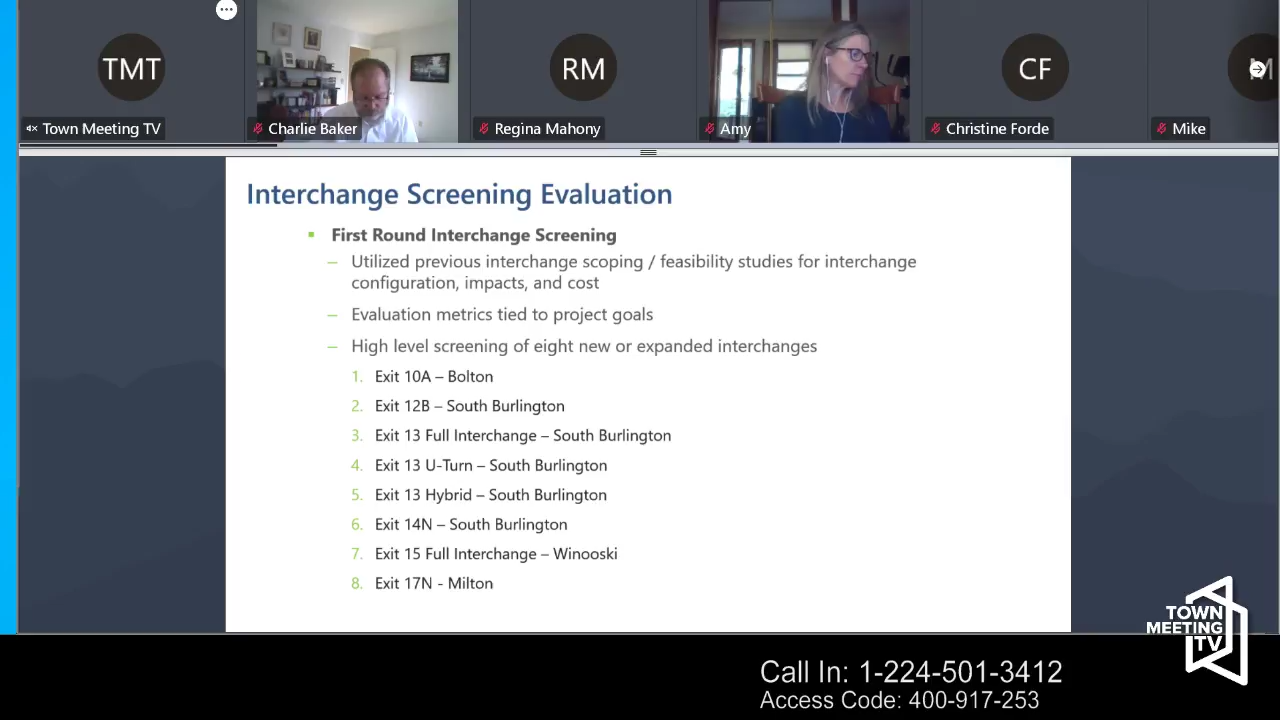 TMT
RM
CF
M
Town Meeting TV
Charlie Baker
Regina Mahony
Amy
Christine Forde
Mike
Interchange Screening Evaluation
First Round Interchange Screening
– Utilized previous interchange scoping / feasibility studies for interchange
configuration, impacts, and cost
– Evaluation metrics tied to project goals
– High level screening of eight new or expanded interchanges
1. Exit 10A – Bolton
2. Exit 12B – South Burlington
3. Exit 13 Full Interchange – South Burlington
4. Exit 13 U-Turn – South Burlington
5. Exit 13 Hybrid – South Burlington
6. Exit 14N – South Burlington
7. Exit 15 Full Interchange – Winooski
8. Exit 17N - Milton
TOWN
MEETING
TV
Call In: 1-224-501-3412
Access Code: 400-917-253